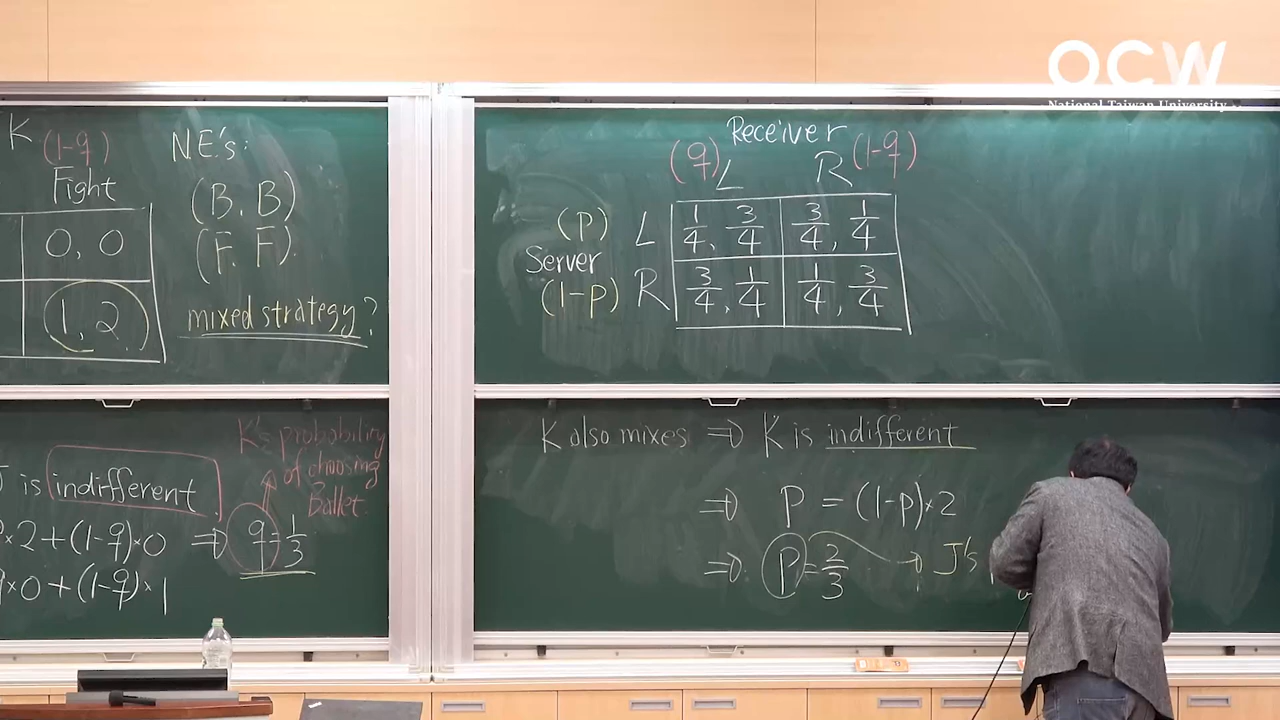 OCW
National Taiwan University
K (1-q)
Fight
0, 0
1, 2
NE's:
(B. B)
(F. F).
mixed strategy?
Receiver
(q) L R (1-q)
(P) L 1/4, 3/4 3/4, 1/4
Server
(1-p) R 3/4, 1/4 1/4, 3/4
J is indifferent.
×2+(1-q)×0 ⇒ q=1/3
q×0+(1-q)×1
K's probability
of choosing
Ballet.
K also mixes ⇒ K is indifferent
⇒ P = (1-p)×2
⇒ P=2/3 → J's